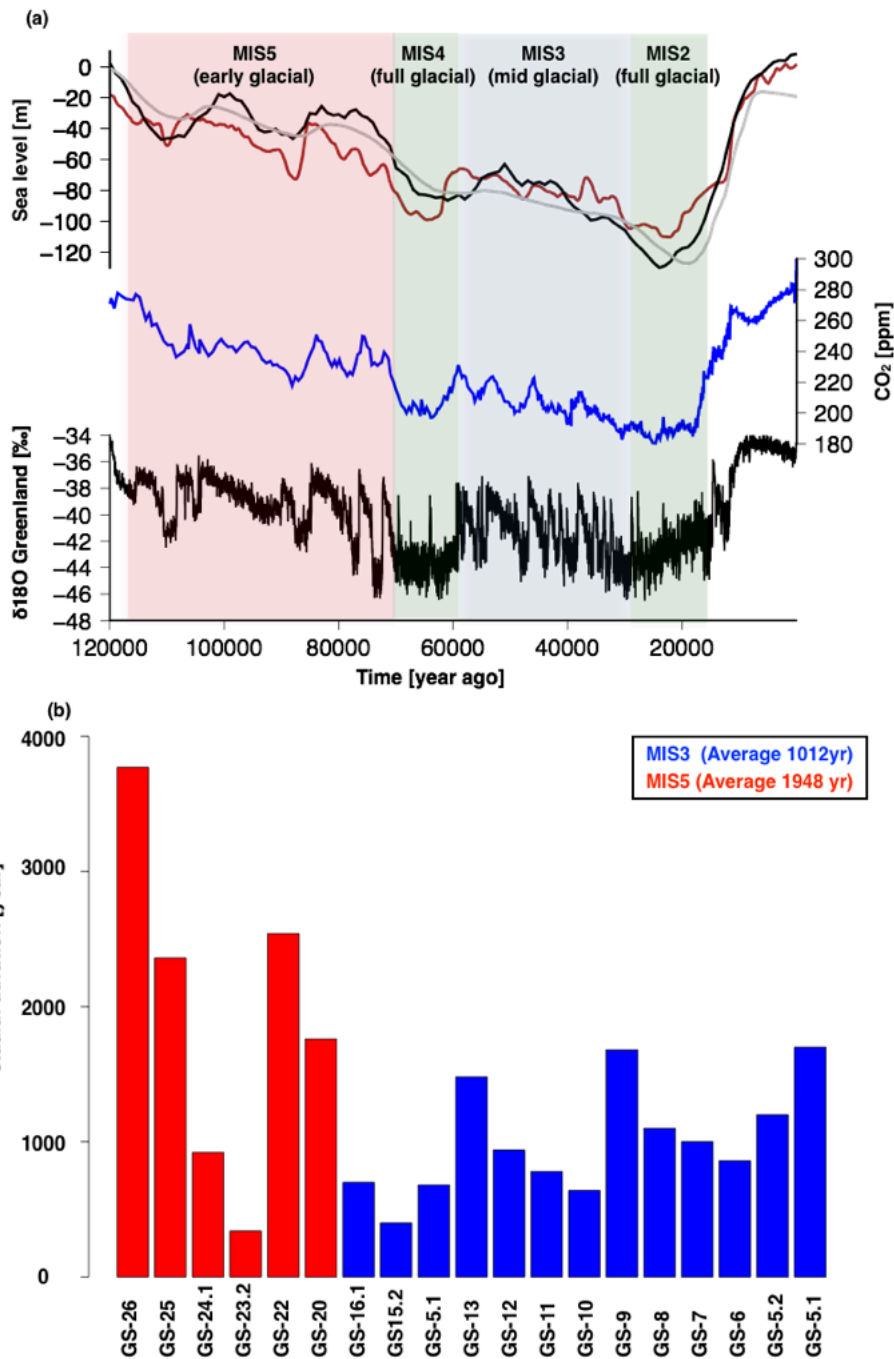 (a)
MIS5
(early glacial)
MIS4
(full glacial)
MIS3
(mid glacial)
MIS2
(full glacial)
Sea level [m]
0
−20
−40
−60
−80
−100
−120
300
280
260
240
220
200
180
CO₂ [ppm]
δ18O Greenland [‰]
−34
−36
−38
−40
−42
−44
−46
−48
120000
100000
80000
60000
40000
20000
Time [year ago]
(b)
4000
3000
2000
1000
0
MIS3 (Average 1012yr)
MIS5 (Average 1948 yr)
GS-26
GS-25
GS-24.1
GS-23.2
GS-22
GS-20
GS-16.1
GS15.2
GS-5.1
GS-13
GS-12
GS-11
GS-10
GS-9
GS-8
GS-7
GS-6
GS-5.2
GS-5.1